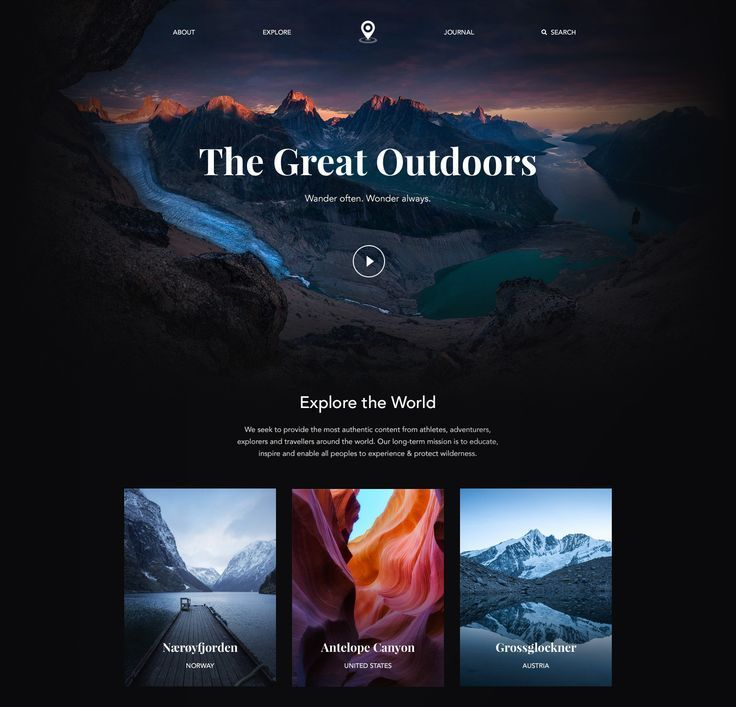 ABOUT
EXPLORE
JOURNAL
SEARCH
The Great Outdoors
Wander often. Wonder always.
Explore the World
We seek to provide the most authentic content from athletes, adventurers,
explorers and travellers around the world. Our long-term mission is to educate,
inspire and enable all peoples to experience & protect wilderness.
Nærøyfjorden
NORWAY
Antelope Canyon
UNITED STATES
Grossglockner
AUSTRIA